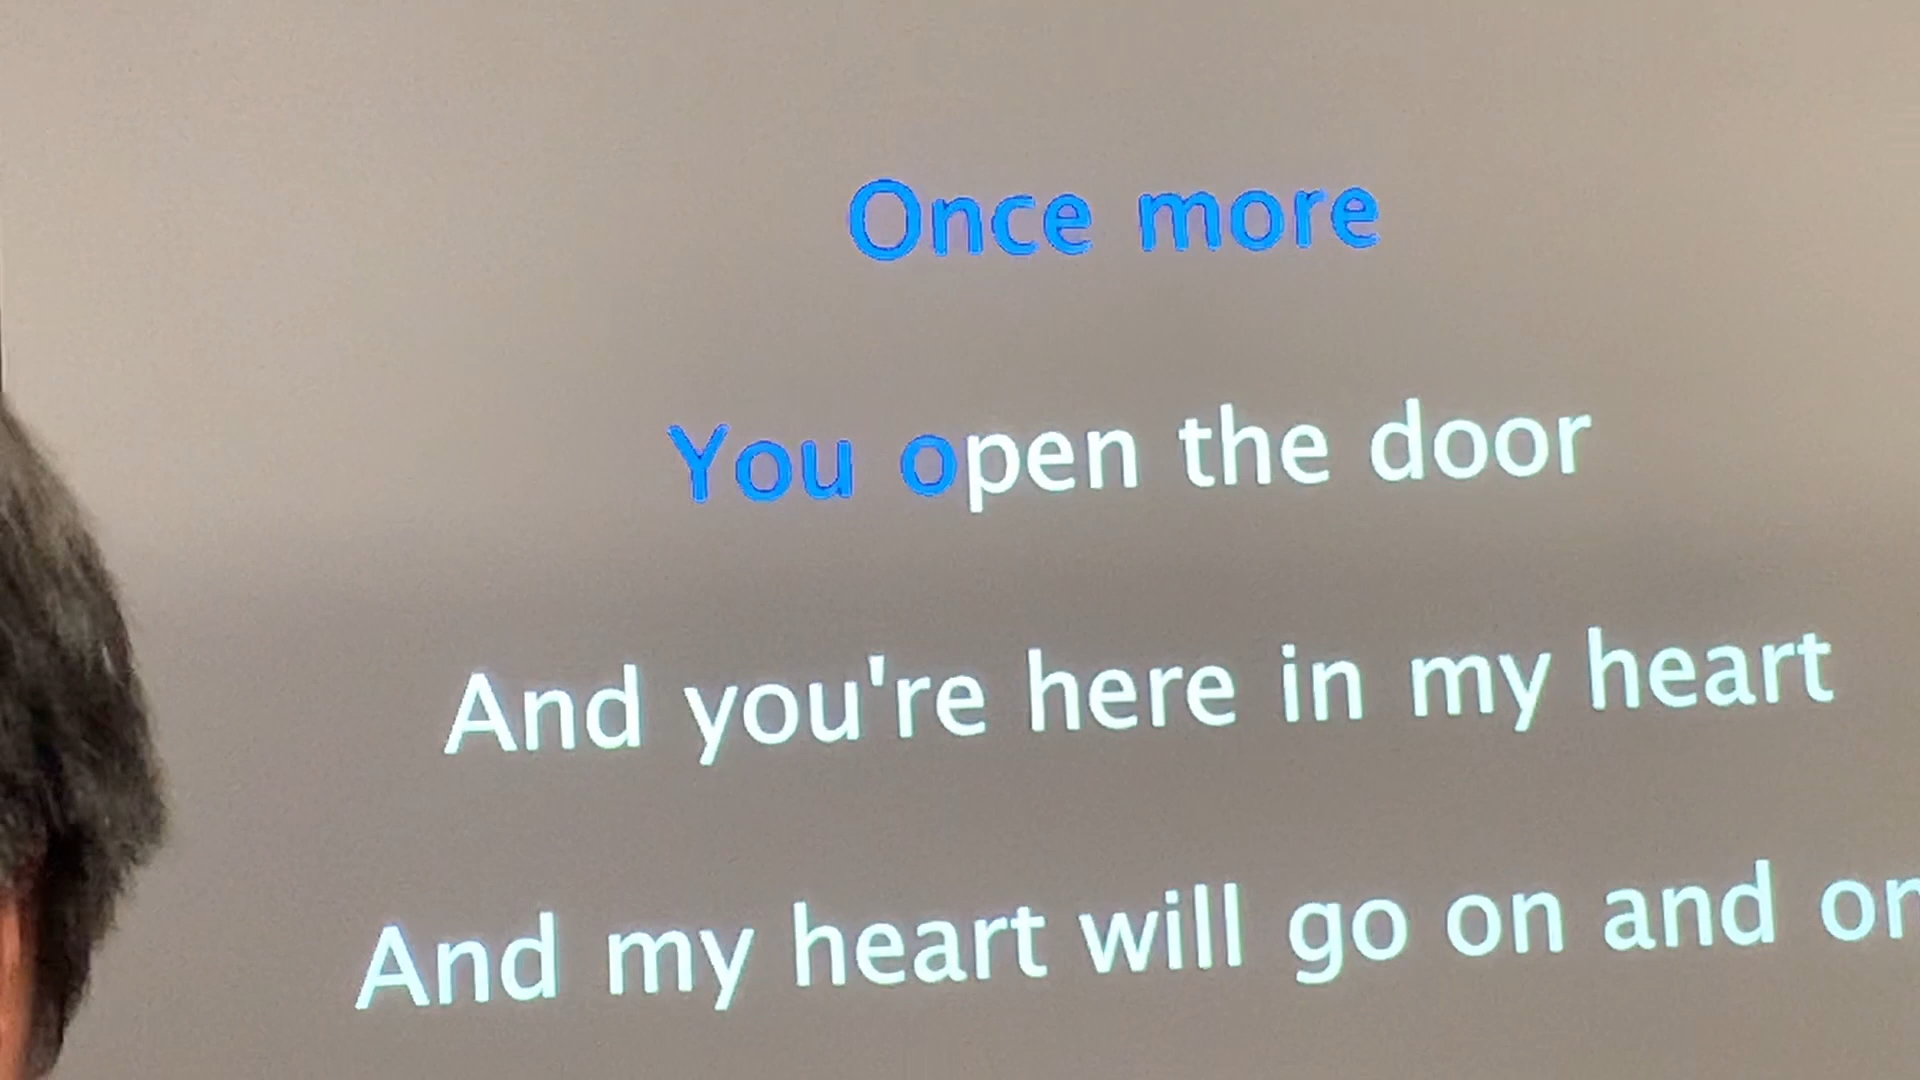 Once more
You open the door
And you're here in my heart
And my heart will go on and on